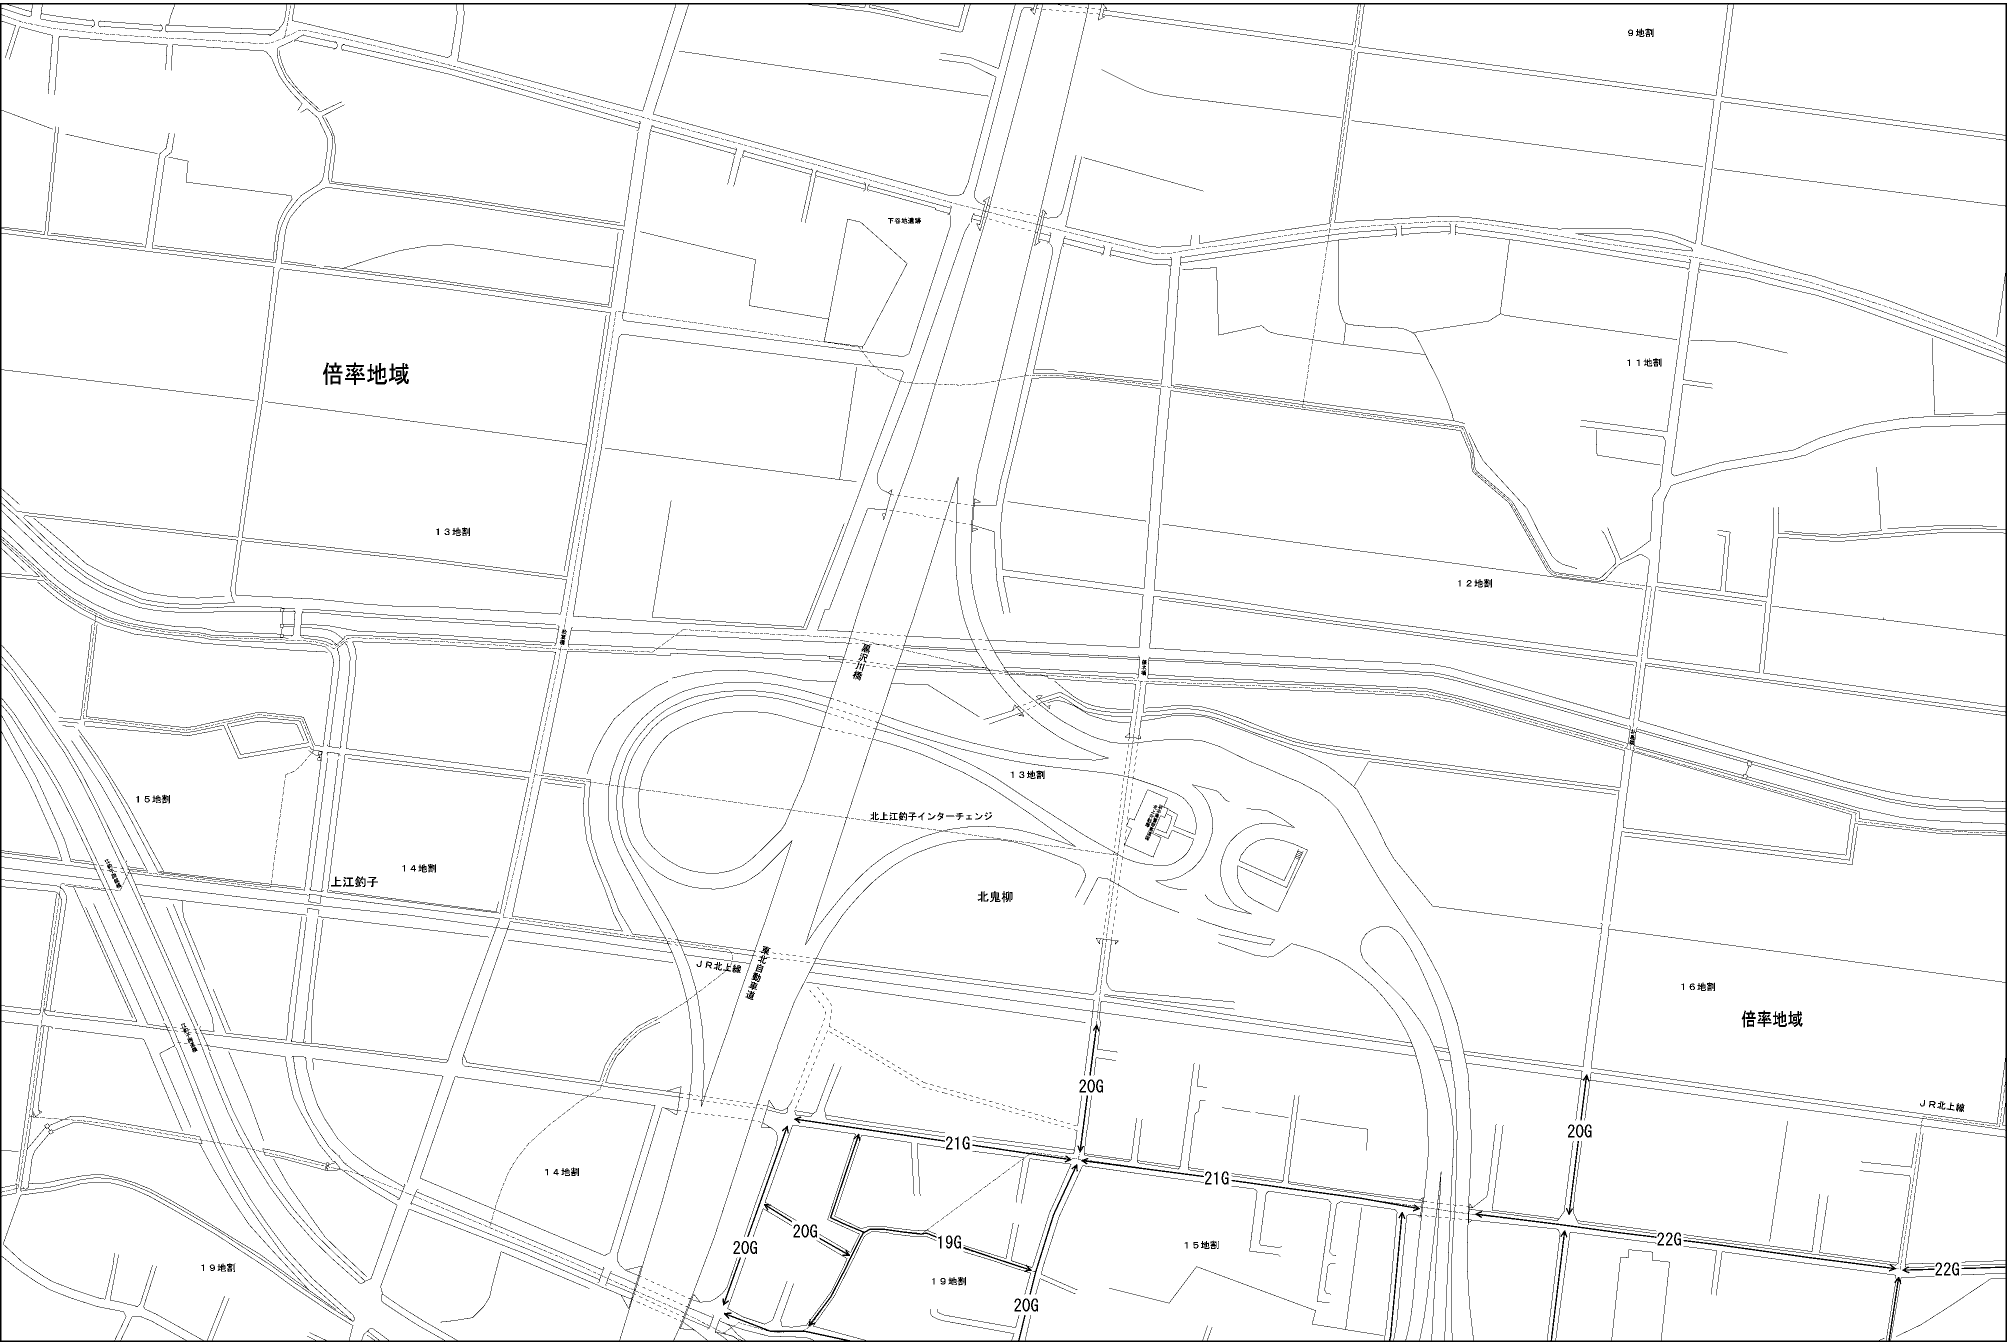 9地割
下谷地遺跡
11地割
倍率地域
13地割
12地割
黒沢川橋
15地割
13地割
北上江釣子インターチェンジ
14地割
上江釣子
北鬼柳
東北自動車道
JR北上線
16地割
倍率地域
20G
JR北上線
20G
21G
21G
14地割
20G
20G
19G
15地割
22G
19地割
19地割
22G
20G